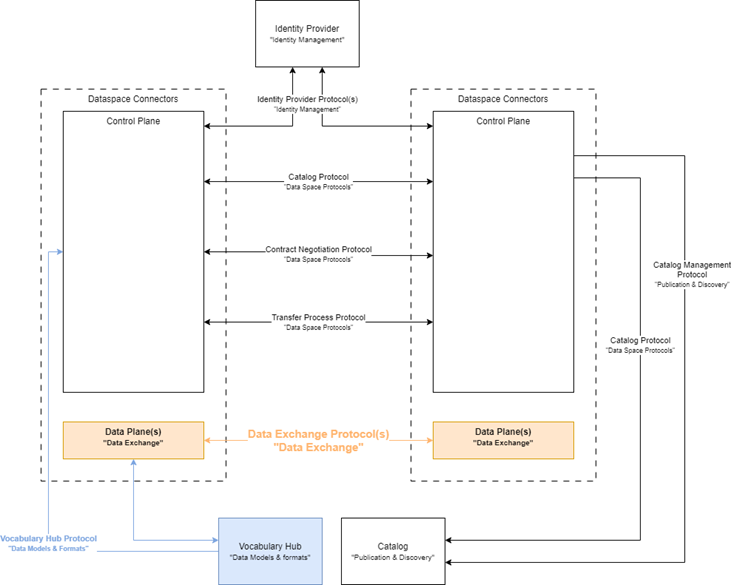 Identity Provider
"Identity Management"
Dataspace Connectors
Dataspace Connectors
Identity Provider Protocol(s)
"Identity Management"
Control Plane
Control Plane
Catalog Protocol
"Data Space Protocols"
Contract Negotiation Protocol
"Data Space Protocols"
Catalog Management
Protocol
"Publication & Discovery"
Transfer Process Protocol
"Data Space Protocols"
Catalog Protocol
"Data Space Protocols"
Data Plane(s)
"Data Exchange"
Data Exchange Protocol(s)
"Data Exchange"
Data Plane(s)
"Data Exchange"
Vocabulary Hub Protocol
"Data Models & Formats"
Vocabulary Hub
"Data Models & formats"
Catalog
"Publication & Discovery"